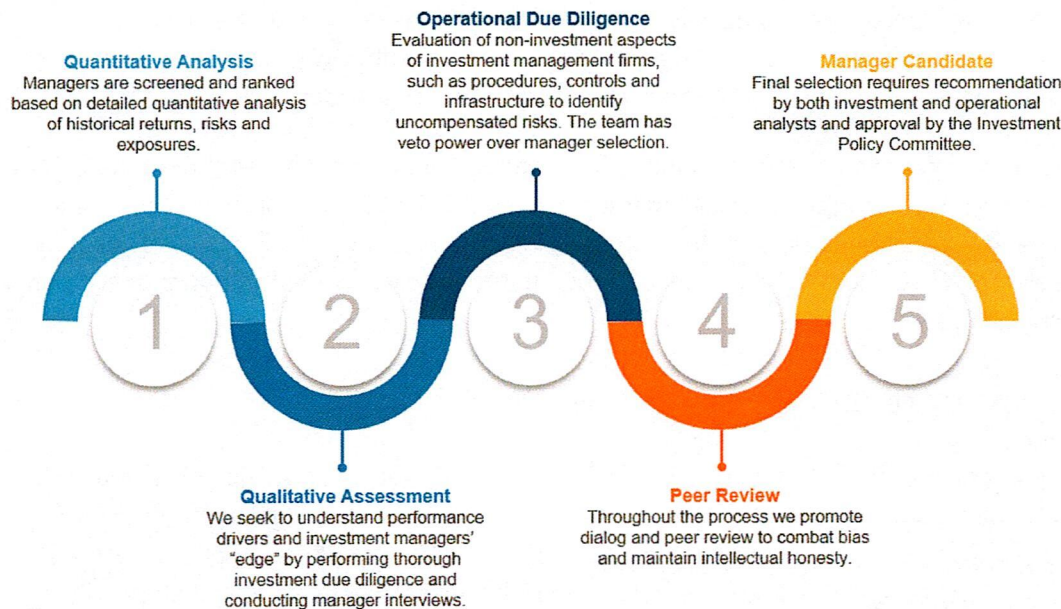 Quantitative Analysis
Managers are screened and ranked
based on detailed quantitative analysis
of historical returns, risks and
exposures.
Operational Due Diligence
Evaluation of non-investment aspects
of investment management firms,
such as procedures, controls and
infrastructure to identify
uncompensated risks. The team has
veto power over manager selection.
Manager Candidate
Final selection requires recommendation
by both investment and operational
analysts and approval by the Investment
Policy Committee.
1
2
3
4
5
Qualitative Assessment
We seek to understand performance
drivers and investment managers'
"edge" by performing thorough
investment due diligence and
conducting manager interviews.
Peer Review
Throughout the process we promote
dialog and peer review to combat bias
and maintain intellectual honesty.